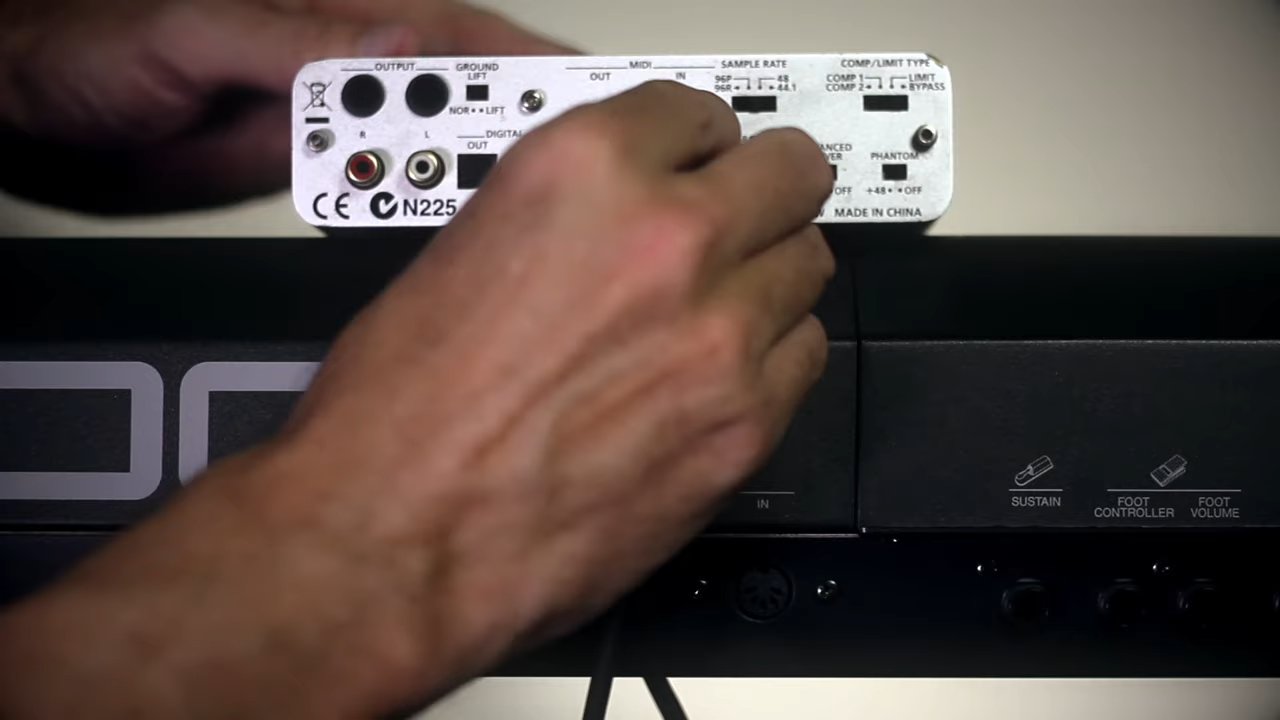 OUTPUT
GROUND
LIFT
NOR LIFT
MIDI
OUT IN
SAMPLE RATE
96P 48
96R 44.1
COMP/LIMIT TYPE
COMP 1 LIMIT
COMP 2 BYPASS
R L
DIGITAL
OUT
PHANTOM
OFF +48 OFF
CE N225
MADE IN CHINA
IN
SUSTAIN
FOOT
CONTROLLER
FOOT
VOLUME